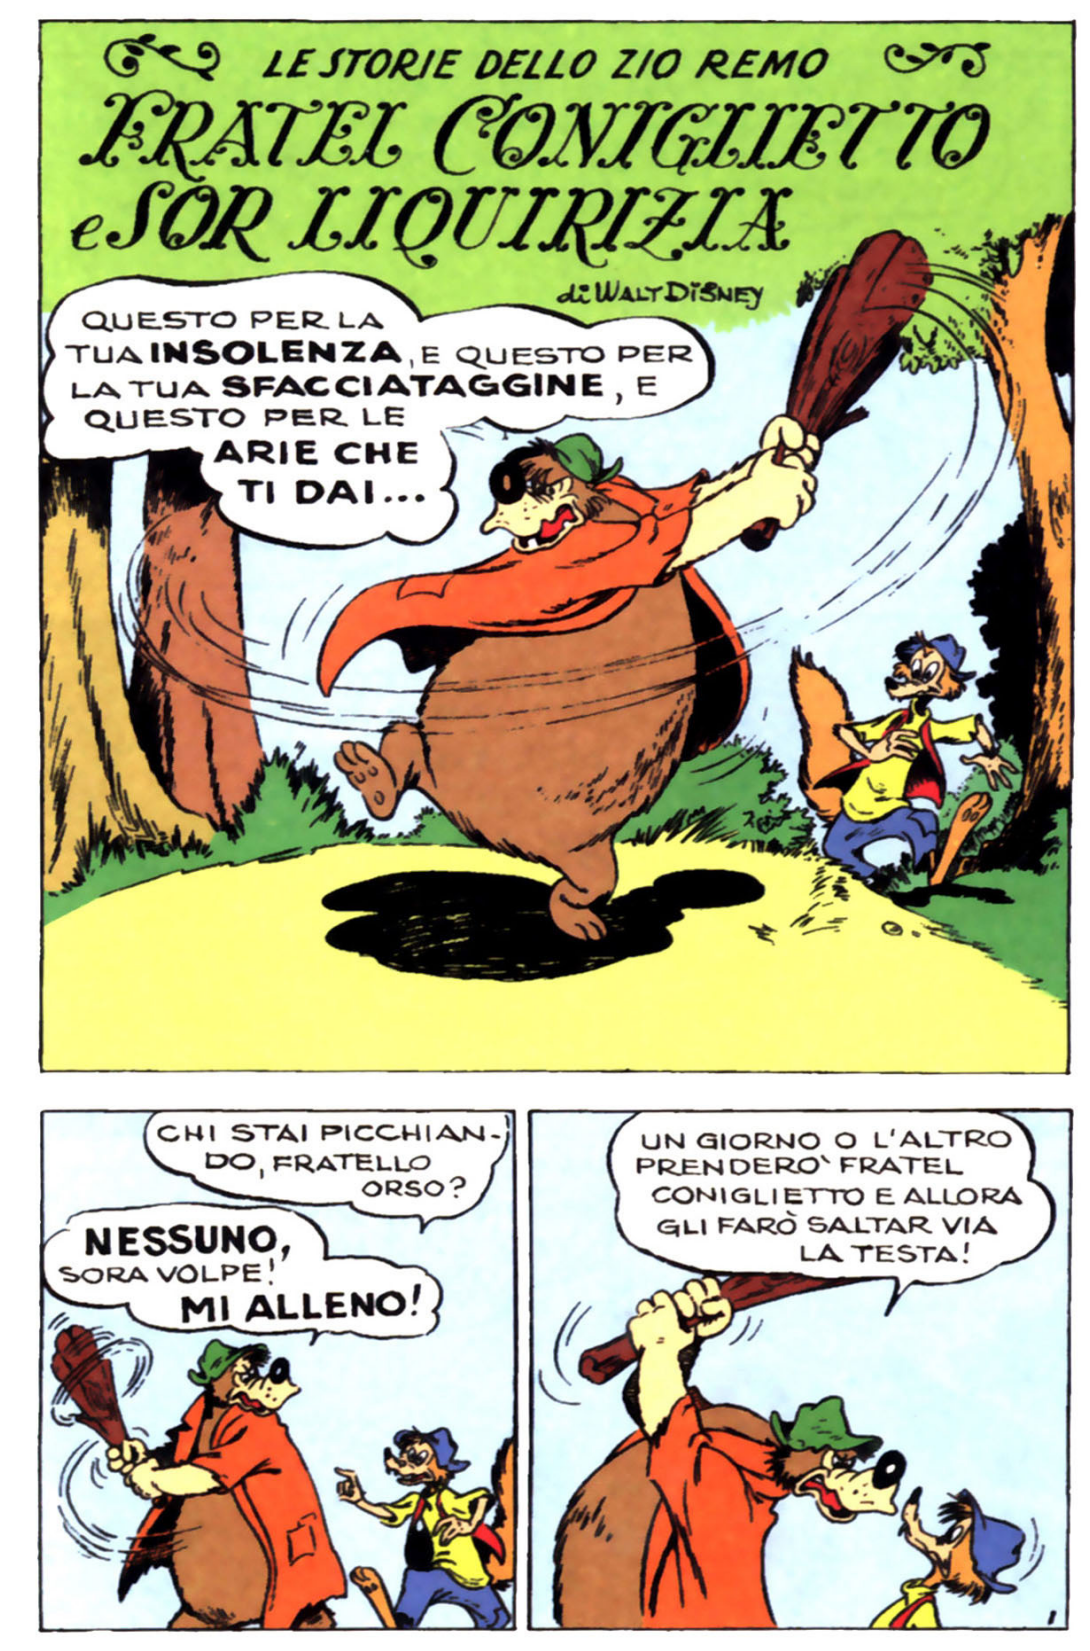 LE STORIE DELLO ZIO REMO
FRATEL CONIGLIETTO
e SOR LIQUIRIZIA
di WALT DISNEY
QUESTO PER LA
TUA INSOLENZA, E QUESTO PER
LA TUA SFACCIATAGGINE, E
QUESTO PER LE
ARIE CHE
TI DAI...
CHI STAI PICCHIAN-
DO, FRATELLO
ORSO?
NESSUNO,
SORA VOLPE!
MI ALLENO!
UN GIORNO O L'ALTRO
PRENDERO` FRATEL
CONIGLIETTO E ALLORA
GLI FARÒ SALTAR VIA
LA TESTA!
1